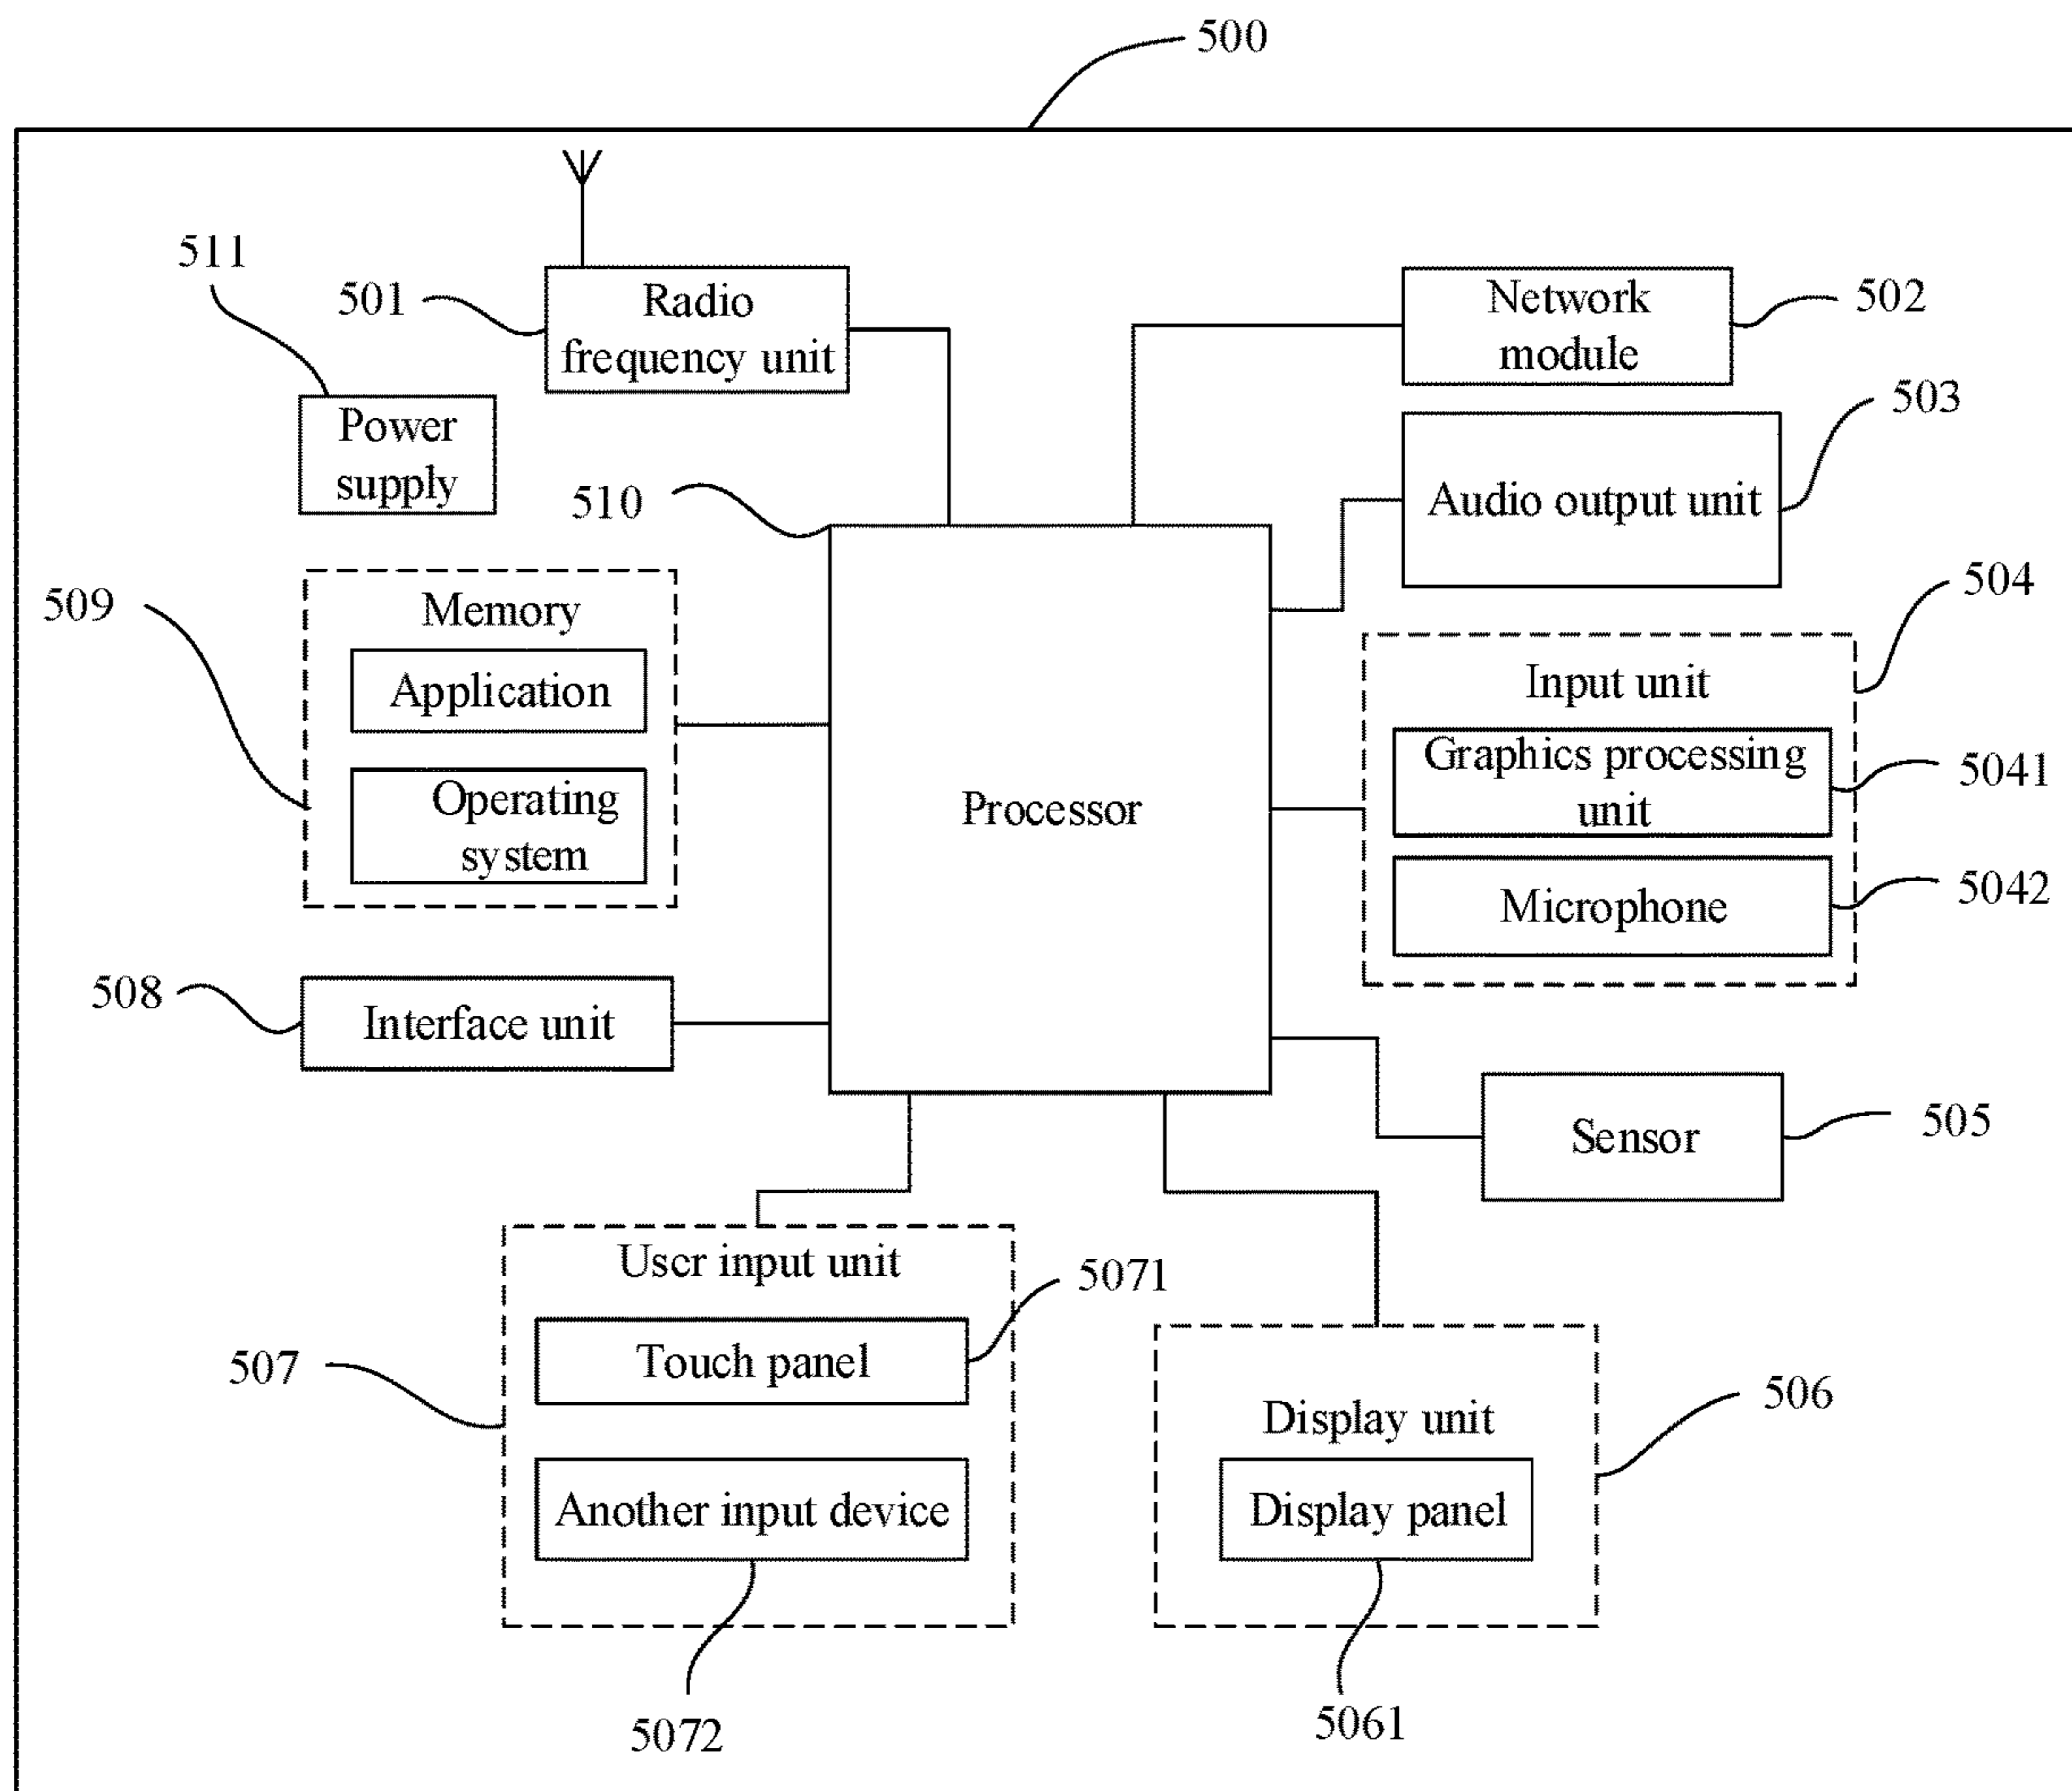 500
511
501
Radio
frequency unit
Network
module
502
503
Power
supply
510
Audio output unit
509
Memory
Application
Operating
system
Processor
504
Input unit
Graphics processing
unit
5041
Microphone
5042
508
Interface unit
Sensor
505
User input unit
5071
Touch panel
507
Another input device
5072
Display unit
506
Display panel
5061